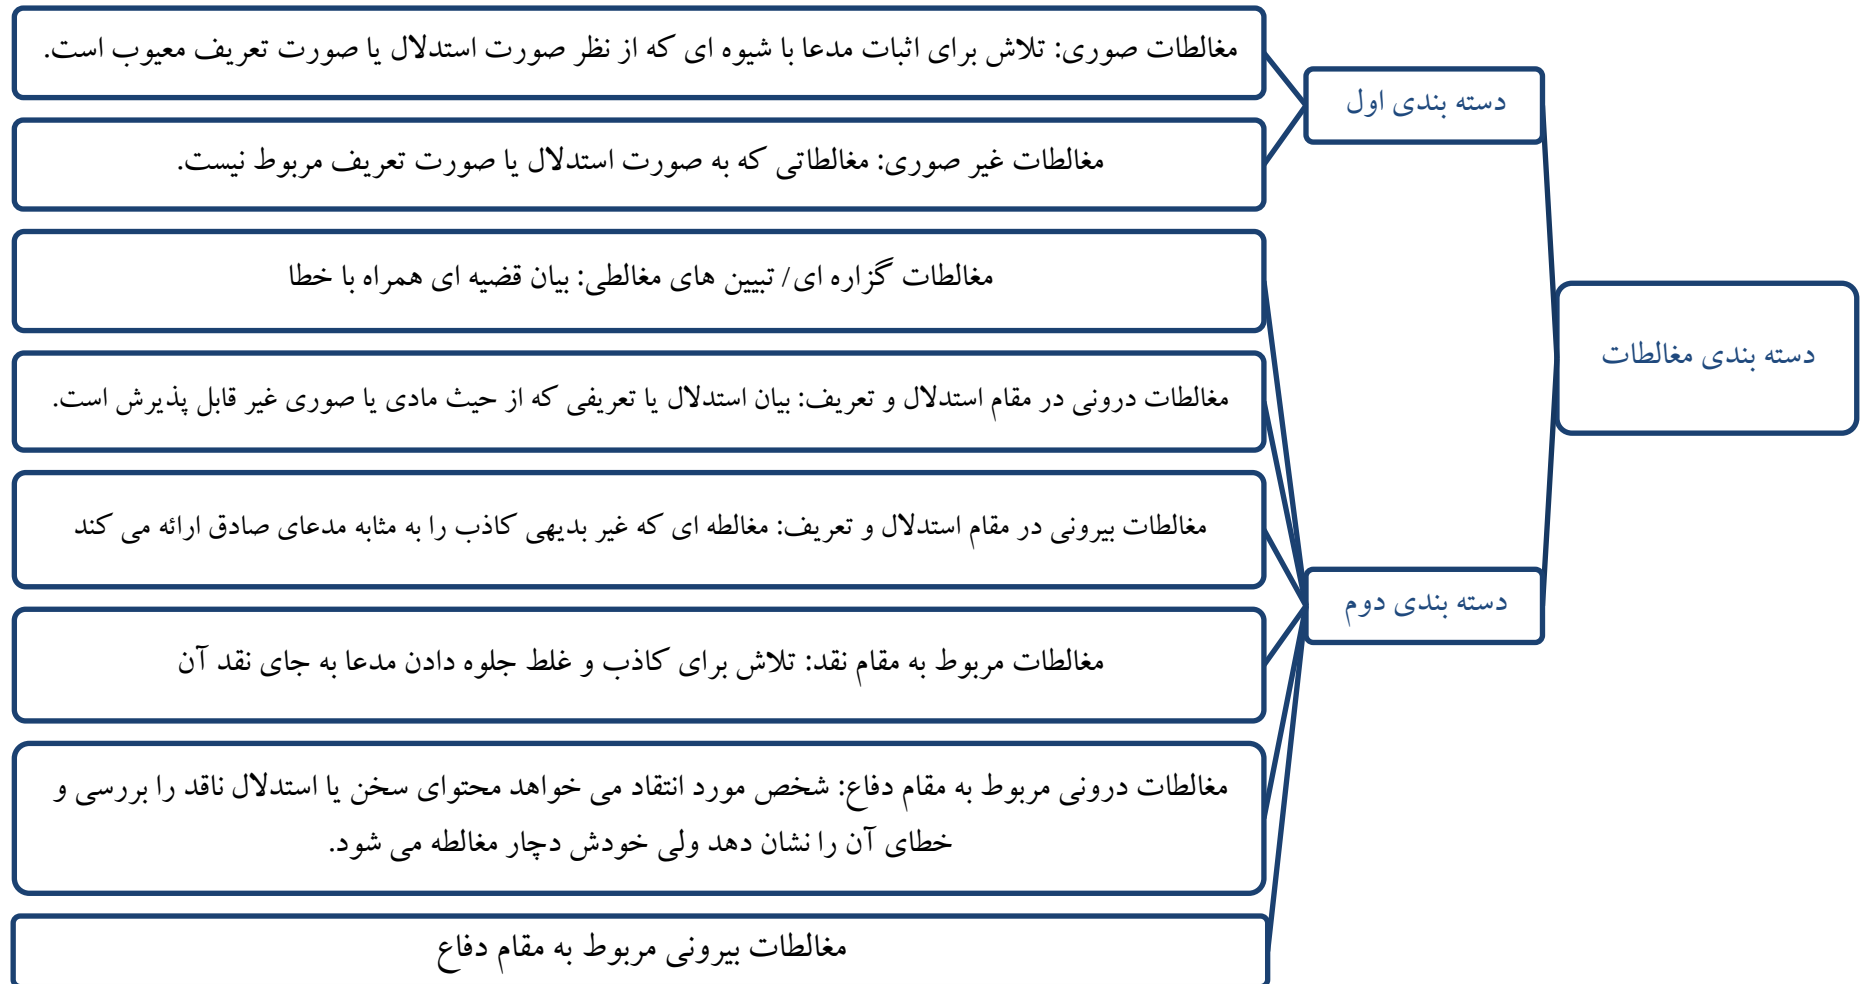 دسته بندی مغالطات
دسته بندی اول
مغالطات صوری: تلاش برای اثبات مدعا با شیوه ای که از نظر صورت استدلال یا صورت تعریف معیوب است.
مغالطات غیر صوری: مغالطاتی که به صورت استدلال یا صورت تعریف مربوط نیست.
دسته بندی دوم
مغالطات گزاره ای/ تبیین های مغالطی: بیان قضیه ای همراه با خطا
مغالطات درونی در مقام استدلال و تعریف: بیان استدلال یا تعریفی که از حیث مادی یا صوری غیر قابل پذیرش است.
مغالطات بیرونی در مقام استدلال و تعریف: مغالطه ای که غیر بدیهی کاذب را به مثابه مدعای صادق ارائه می کند
مغالطات مربوط به مقام نقد: تلاش برای کاذب و غلط جلوه دادن مدعا به جای نقد آن
مغالطات درونی مربوط به مقام دفاع: شخص مورد انتقاد می خواهد محتوای سخن یا استدلال ناقد را بررسی و
خطای آن را نشان دهد ولی خودش دچار مغالطه می شود.
مغالطات بیرونی مربوط به مقام دفاع